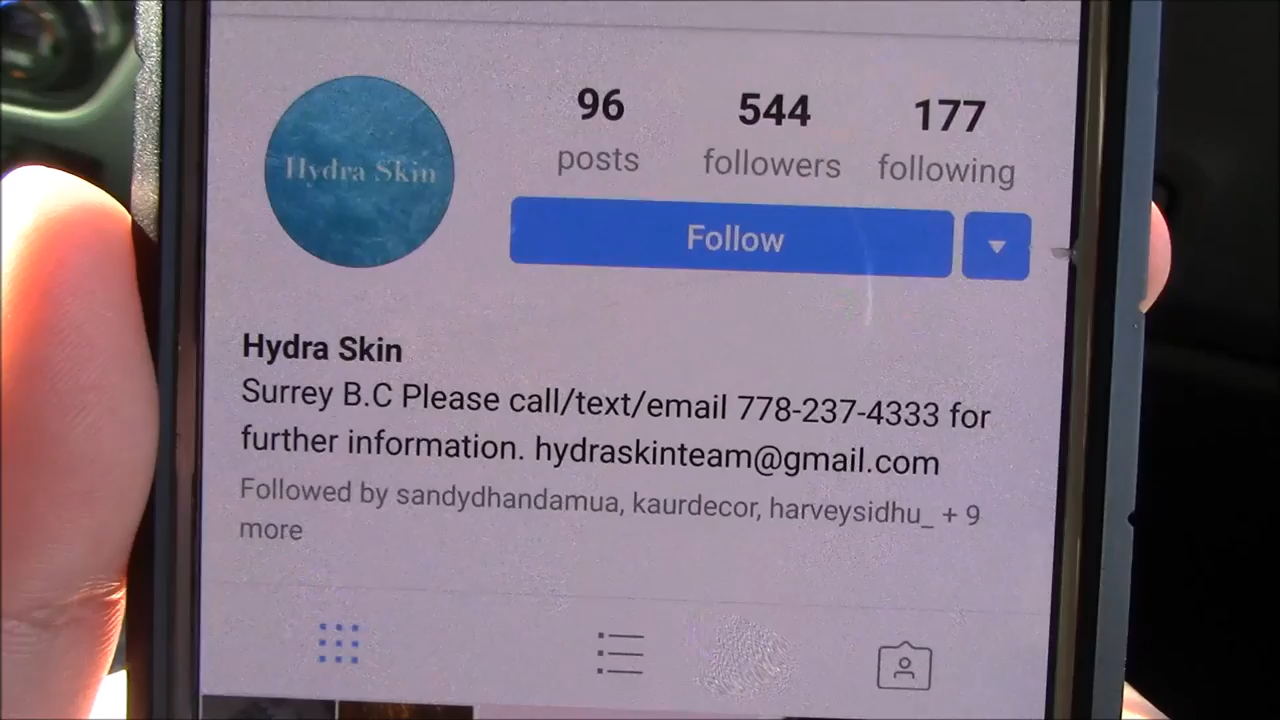 Hydra Skin
96 544 177
posts followers following
Follow
Hydra Skin
Surrey B.C Please call/text/email 778-237-4333 for
further information. hydraskinteam@gmail.com
Followed by sandydhandamua, kaurdecor, harveysidhu_ + 9
more